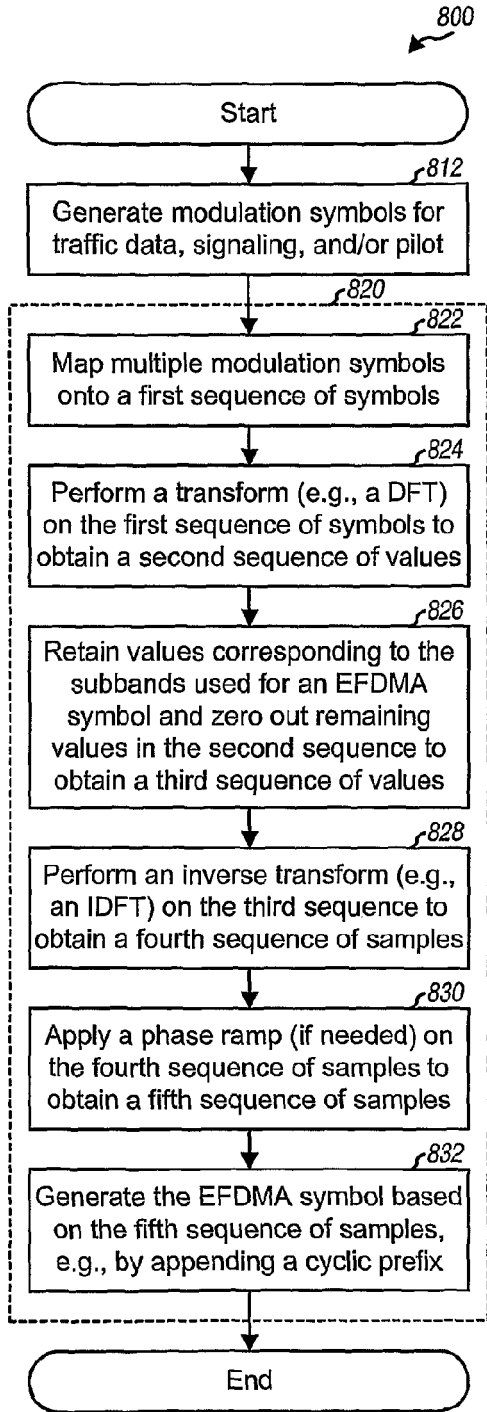 800
Start
812
Generate modulation symbols for
traffic data, signaling, and/or pilot
820
822
Map multiple modulation symbols
onto a first sequence of symbols
824
Perform a transform (e.g., a DFT)
on the first sequence of symbols to
obtain a second sequence of values
826
Retain values corresponding to the
subbands used for an EFDMA
symbol and zero out remaining
values in the second sequence to
obtain a third sequence of values
828
Perform an inverse transform (e.g.,
an IDFT) on the third sequence to
obtain a fourth sequence of samples
830
Apply a phase ramp (if needed) on
the fourth sequence of samples to
obtain a fifth sequence of samples
832
Generate the EFDMA symbol based
on the fifth sequence of samples,
e.g., by appending a cyclic prefix
End